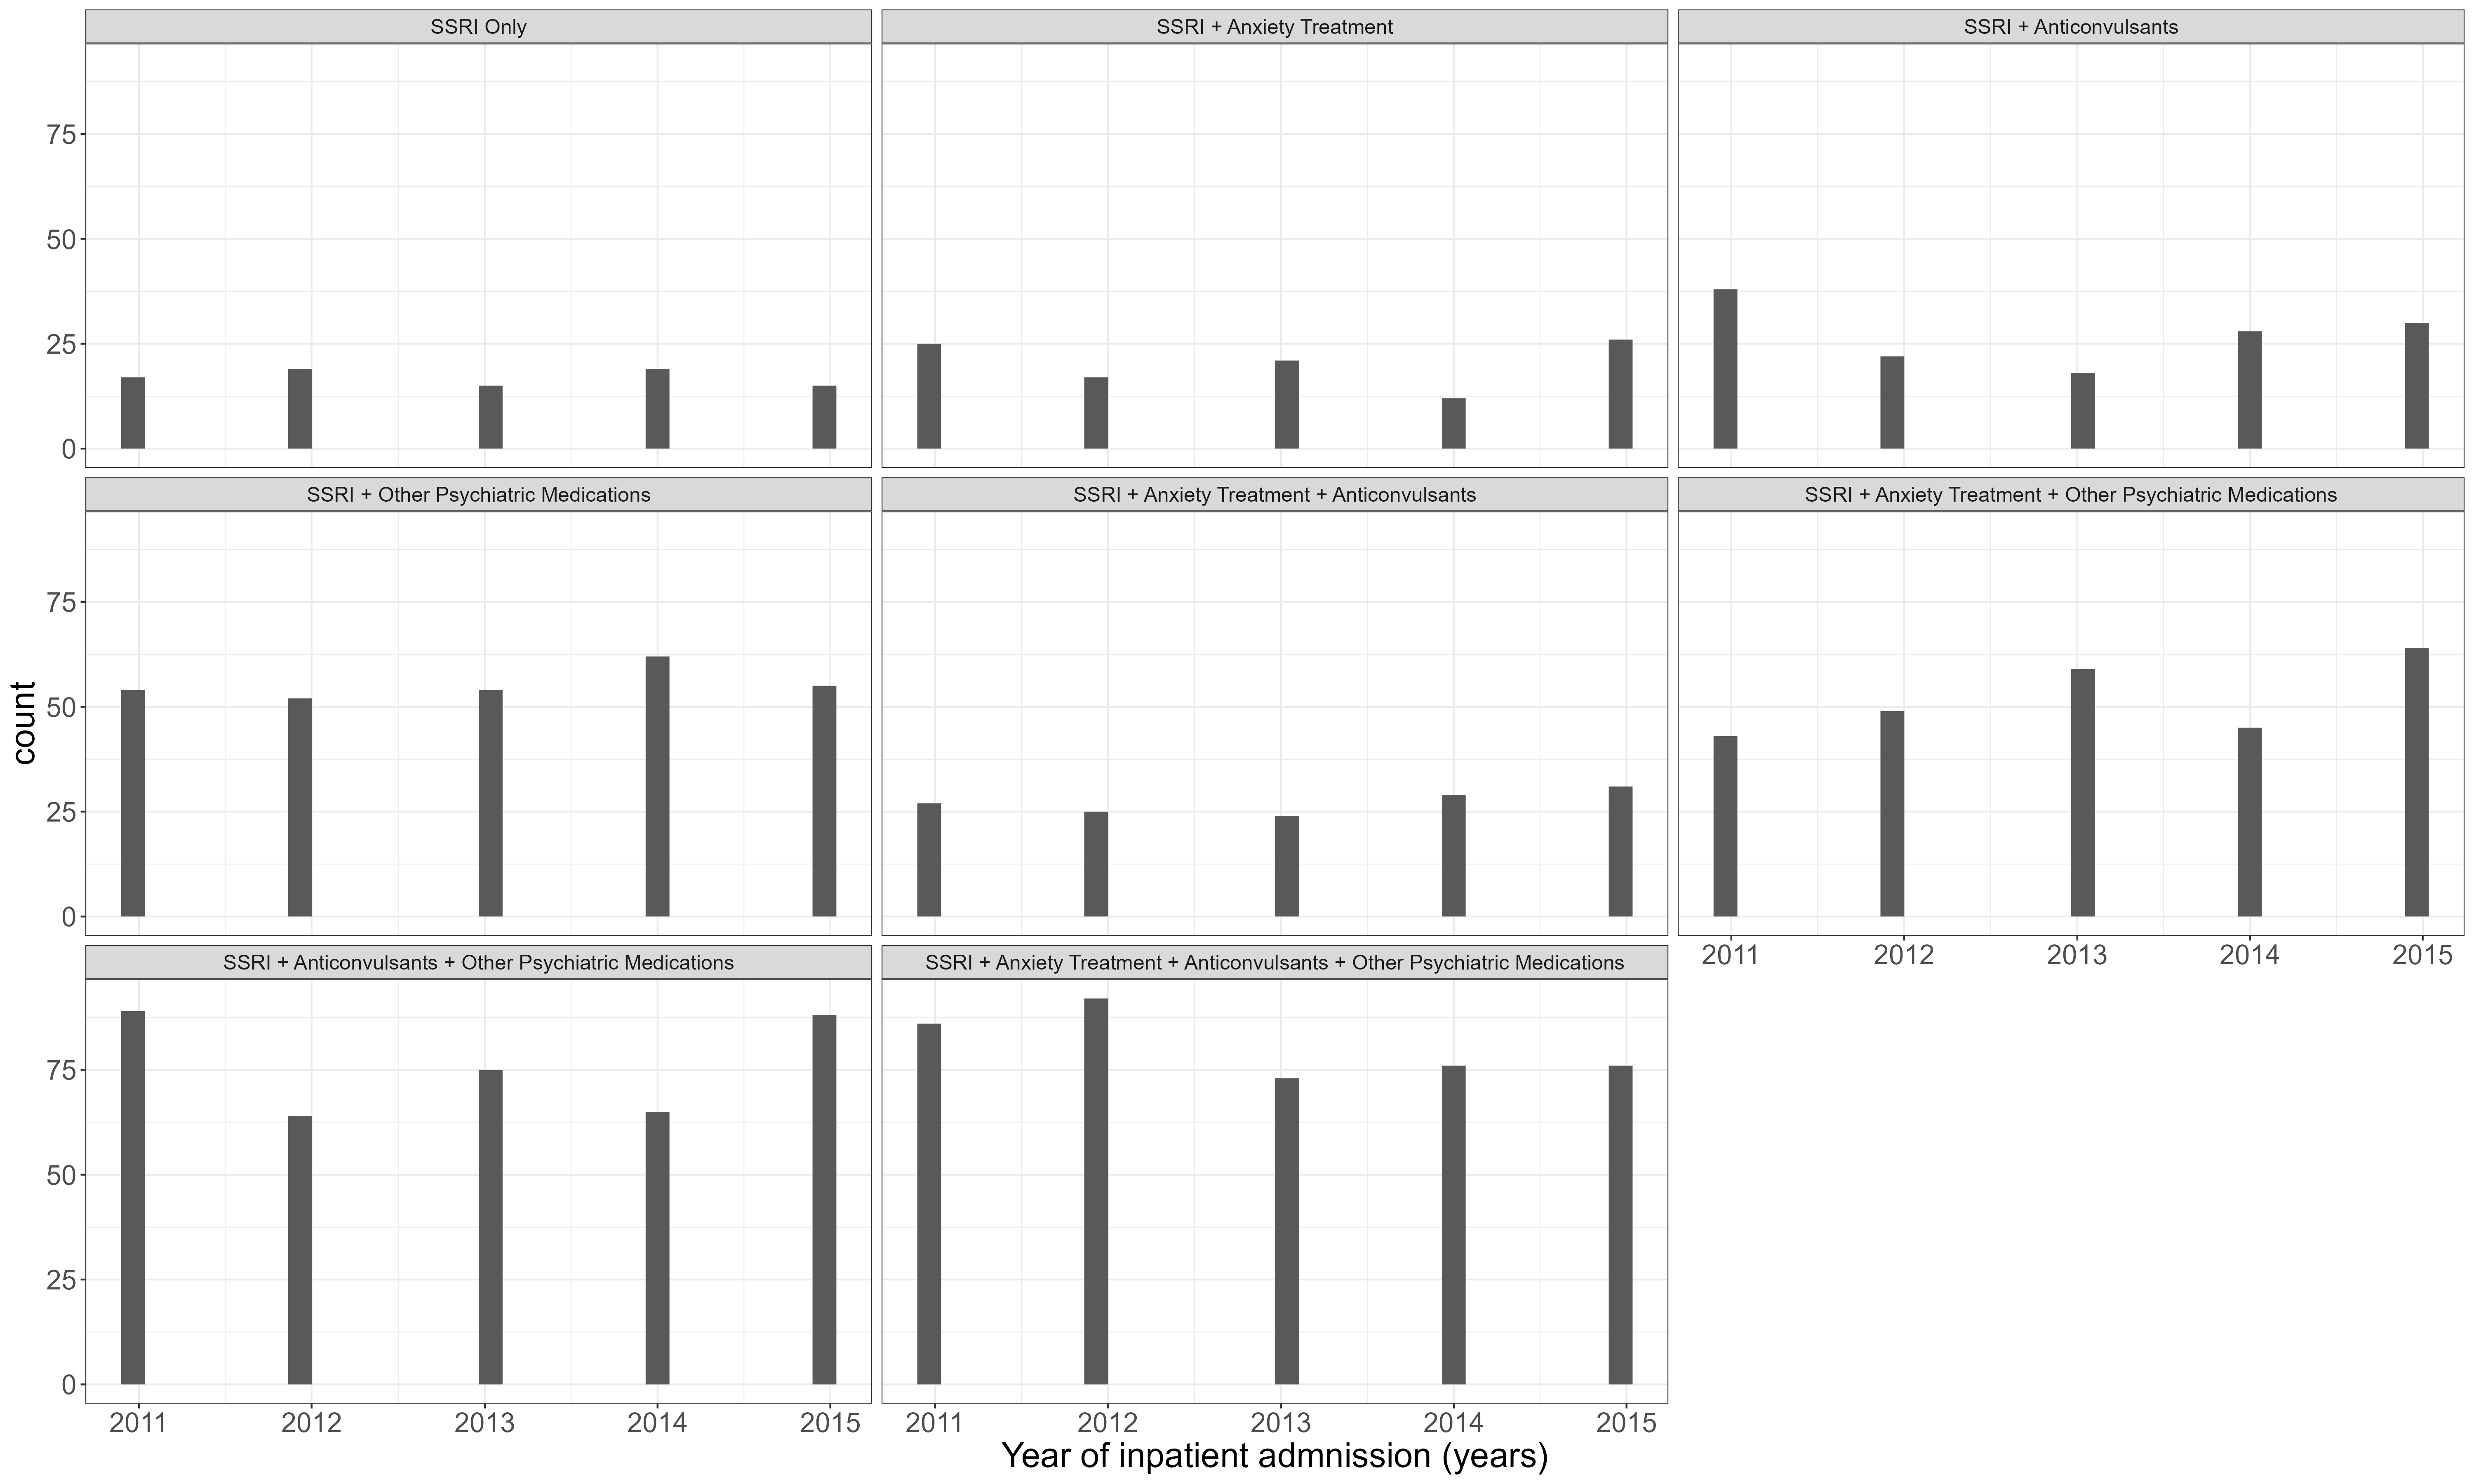 SSRI Only
SSRI + Anxiety Treatment
SSRI + Anticonvulsants
75
50
25
0
SSRI + Other Psychiatric Medications
SSRI + Anxiety Treatment + Anticonvulsants
SSRI + Anxiety Treatment + Other Psychiatric Medications
75
50
25
0
2011 2012 2013 2014 2015
count
SSRI + Anticonvulsants + Other Psychiatric Medications
SSRI + Anxiety Treatment + Anticonvulsants + Other Psychiatric Medications
75
50
25
0
2011 2012 2013 2014 2015
2011 2012 2013 2014 2015
Year of inpatient admnission (years)